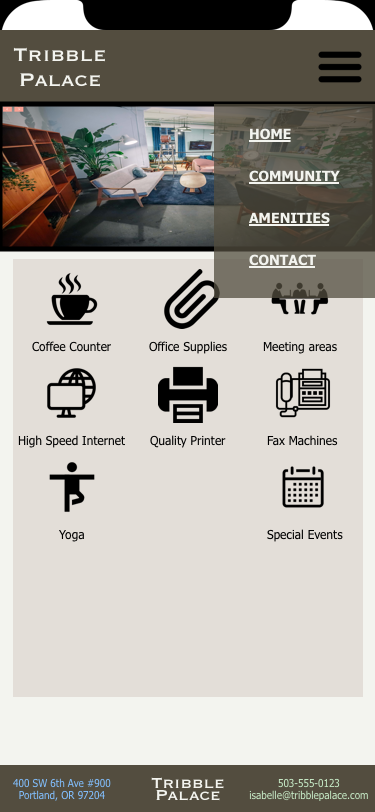 TRIBBLE
PALACE
HOME
COMMUNITY
AMENITIES
CONTACT
Coffee Counter
Office Supplies
Meeting areas
High Speed Internet
Quality Printer
Fax Machines
Yoga
Special Events
400 SW 6th Ave #900
Portland, OR 97204
TRIBBLE
PALACE
503-555-0123
isabelle@tribblepalace.com